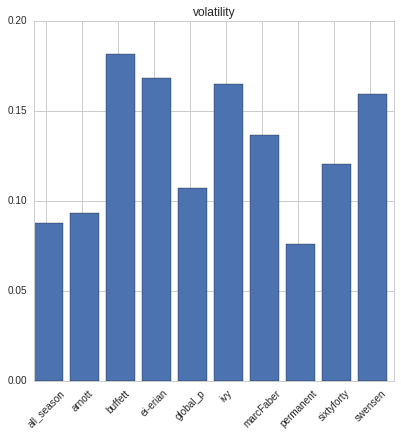 volatility
0.20
0.15
0.10
0.05
0.00
all_season
arnott
buffett
el-erian
global_p
ivy
marcFaber
permanent
sixtyforty
swensen